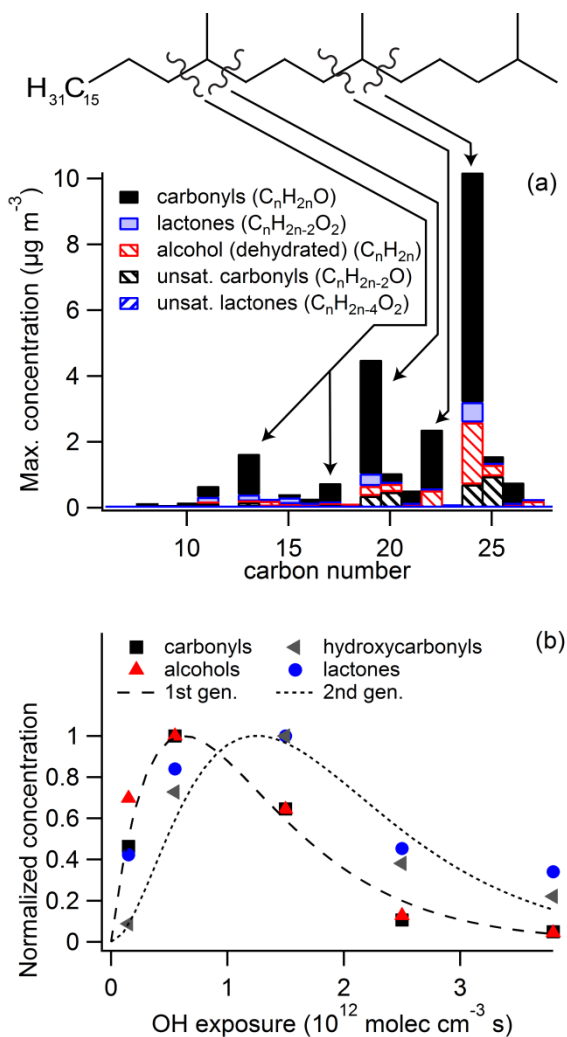 H₃₁C₁₅
(a)
carbonyls (CₙH₂ₙO)
lactones (CₙH₂ₙ₋₂O₂)
alcohol (dehydrated) (CₙH₂ₙ)
unsat. carbonyls (CₙH₂ₙ₋₂O)
unsat. lactones (CₙH₂ₙ₋₄O₂)
Max. concentration (µg m⁻³)
10
8
6
4
2
0
10 15 20 25
carbon number
(b)
carbonyls hydroxycarbonyls
alcohols lactones
1st gen. 2nd gen.
Normalized concentration
1
0.8
0.6
0.4
0.2
0
0 1 2 3
OH exposure (10¹² molec cm⁻³ s)